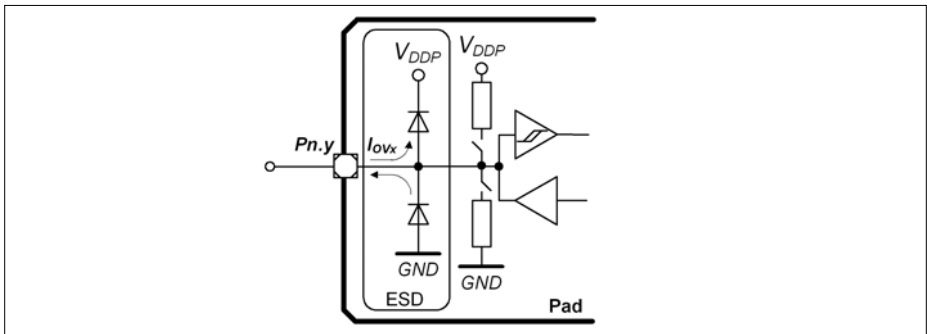 V_DDP
V_DDP
Pn.y
I_OVx
GND
GND
ESD
Pad